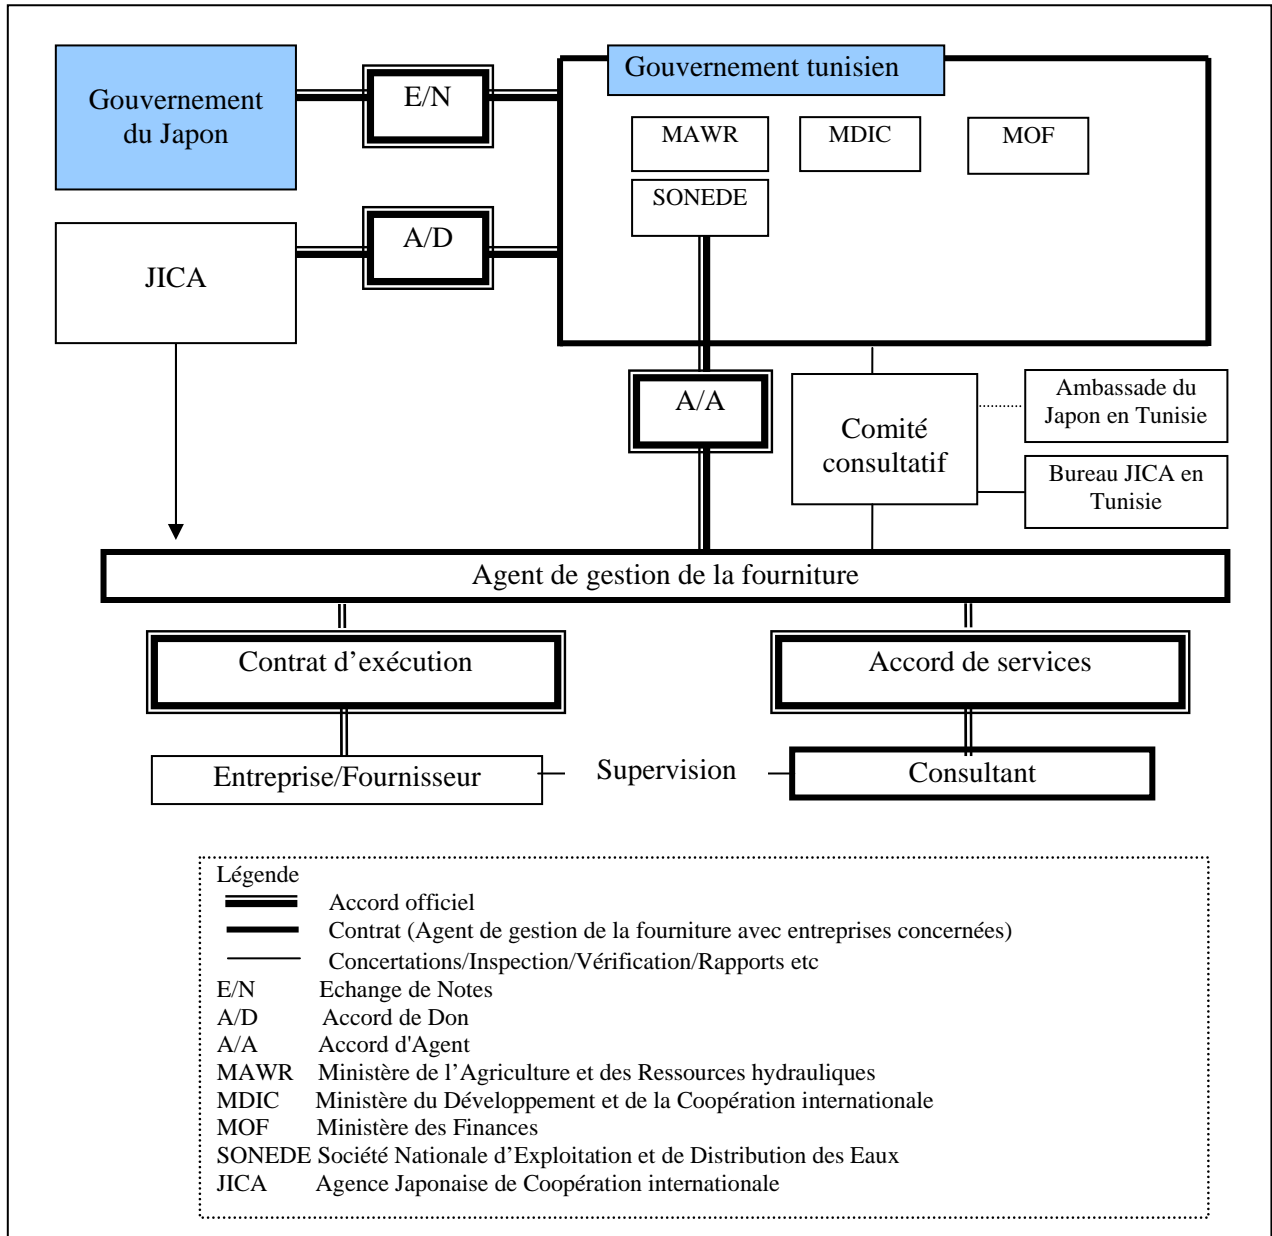 Gouvernement
du Japon
E/N
Gouvernement tunisien
MAWR
MDIC
MOF
SONEDE
JICA
A/D
A/A
Comité
consultatif
Ambassade du
Japon en Tunisie
Bureau JICA en
Tunisie
Agent de gestion de la fourniture
Contrat d’exécution
Accord de services
Entreprise/Fournisseur
Supervision
Consultant
Légende
Accord officiel
Contrat (Agent de gestion de la fourniture avec entreprises concernées)
Concertations/Inspection/Vérification/Rapports etc
E/N Echange de Notes
A/D Accord de Don
A/A Accord d'Agent
MAWR Ministère de l’Agriculture et des Ressources hydrauliques
MDIC Ministère du Développement et de la Coopération internationale
MOF Ministère des Finances
SONEDE Société Nationale d’Exploitation et de Distribution des Eaux
JICA Agence Japonaise de Coopération internationale